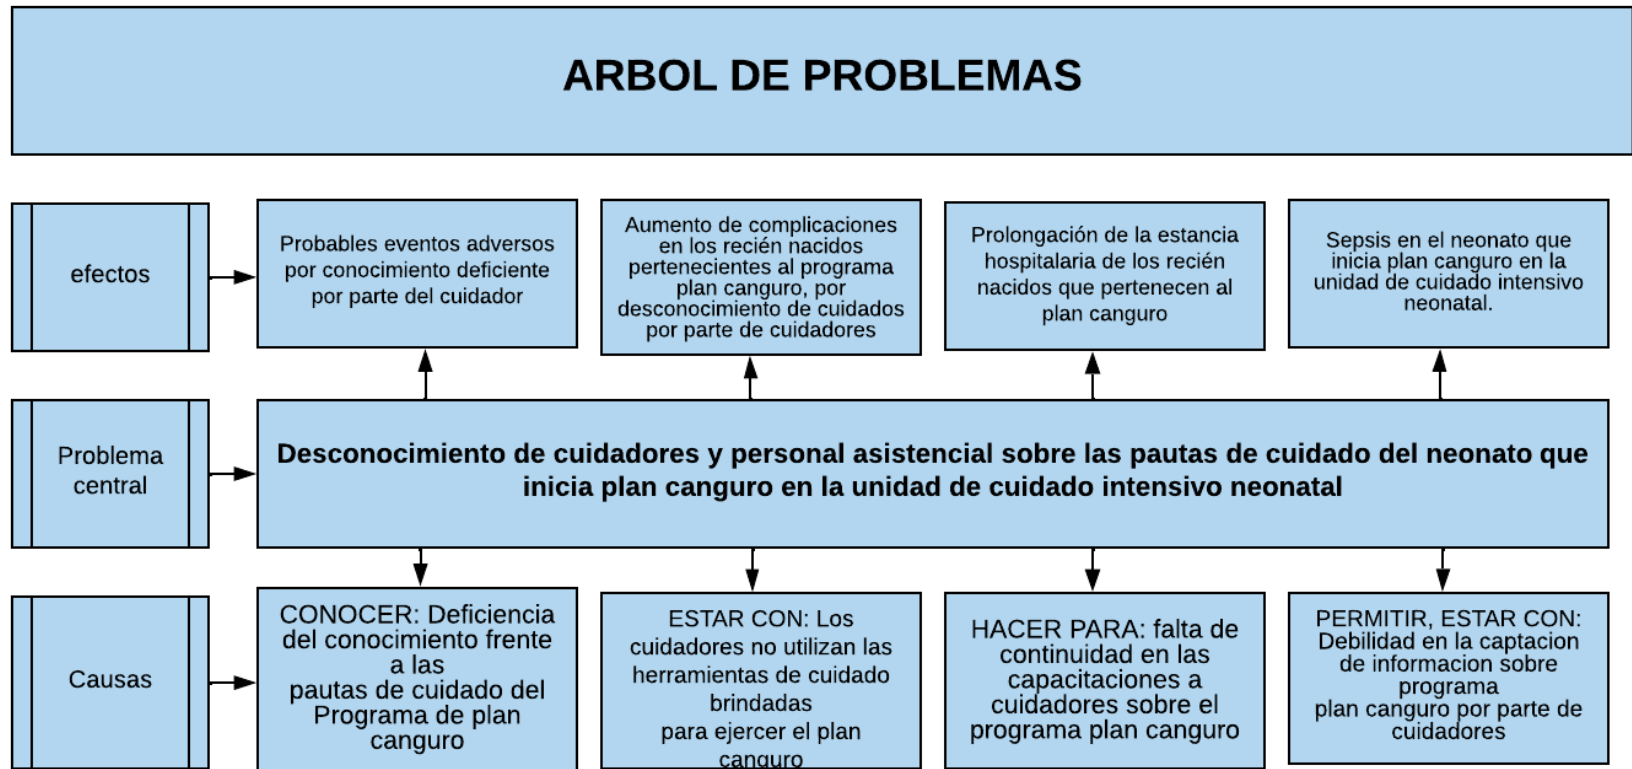 ARBOL DE PROBLEMAS
efectos
Probables eventos adversos
por conocimiento deficiente
por parte del cuidador
Aumento de complicaciones
en los recién nacidos
pertenecientes al programa
plan canguro, por
desconocimiento de cuidados
por parte de cuidadores
Prolongación de la estancia
hospitalaria de los recién
nacidos que pertenecen al
plan canguro
Sepsis en el neonato que
inicia plan canguro en la
unidad de cuidado intensivo
neonatal.
Problema
central
Desconocimiento de cuidadores y personal asistencial sobre las pautas de cuidado del neonato que
inicia plan canguro en la unidad de cuidado intensivo neonatal
Causas
CONOCER: Deficiencia
del conocimiento frente
a las
pautas de cuidado del
Programa de plan
canguro
ESTAR CON: Los
cuidadores no utilizan las
herramientas de cuidado
brindadas
para ejercer el plan
canguro
HACER PARA: falta de
continuidad en las
capacitaciones a
cuidadores sobre el
programa plan canguro
PERMITIR, ESTAR CON:
Debilidad en la captacion
de informacion sobre
programa
plan canguro por parte de
cuidadores